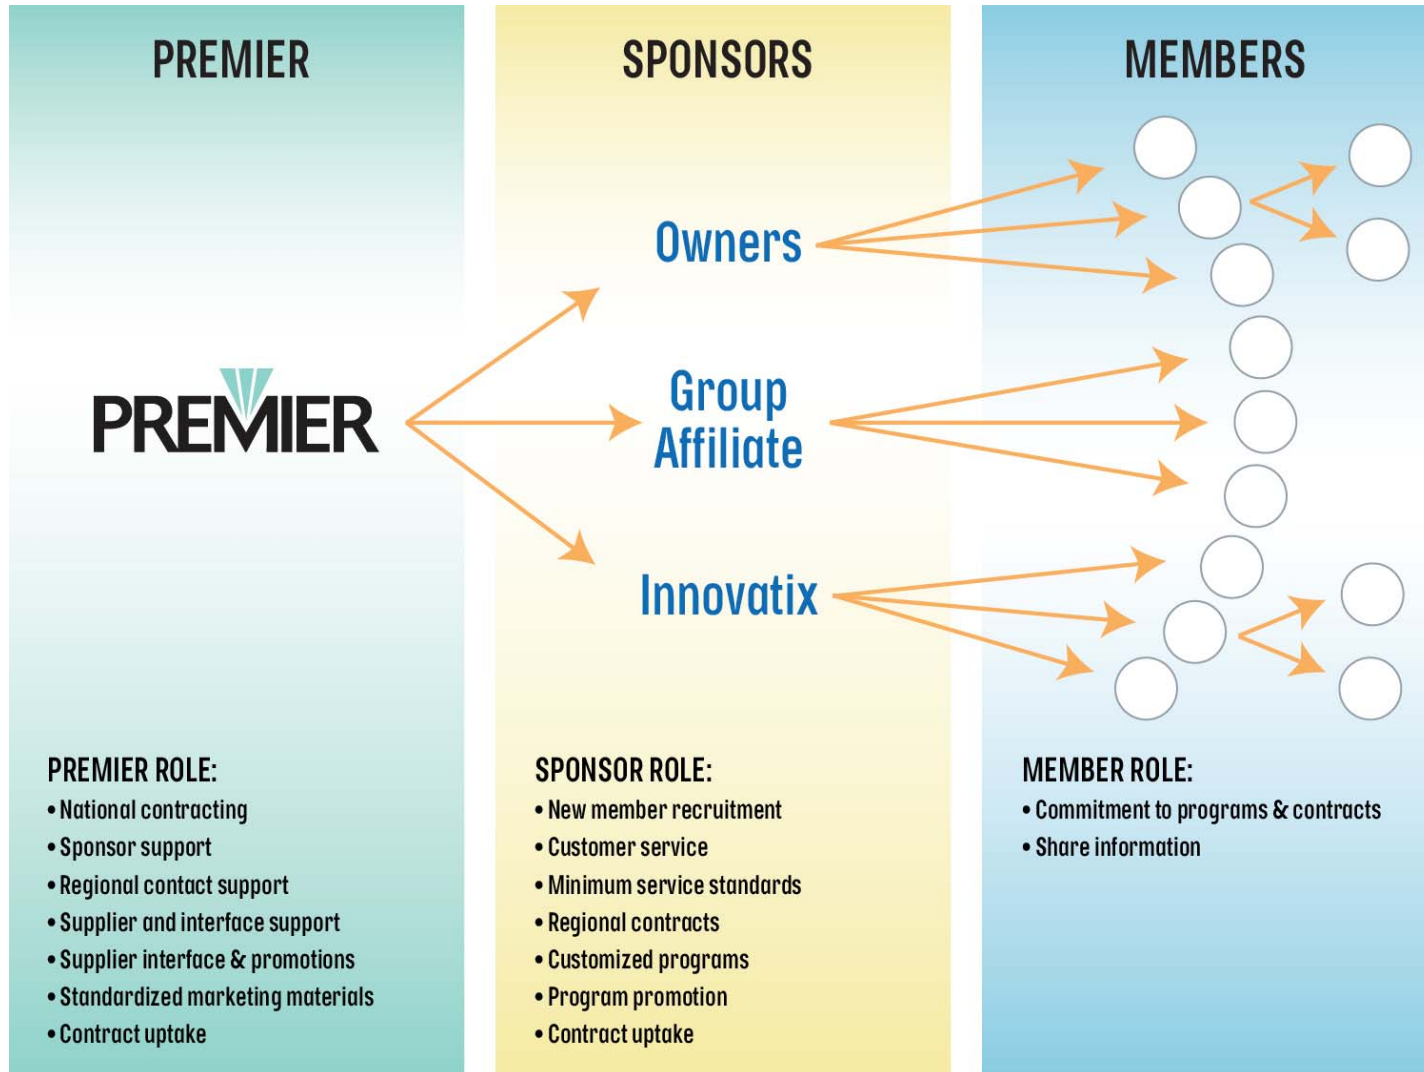 PREMIER
SPONSORS
MEMBERS
Owners
PREMIER
Group
Affiliate
Innovatix
PREMIER ROLE:
• National contracting
• Sponsor support
• Regional contact support
• Supplier and interface support
• Supplier interface & promotions
• Standardized marketing materials
• Contract uptake
SPONSOR ROLE:
• New member recruitment
• Customer service
• Minimum service standards
• Regional contracts
• Customized programs
• Program promotion
• Contract uptake
MEMBER ROLE:
• Commitment to programs & contracts
• Share information